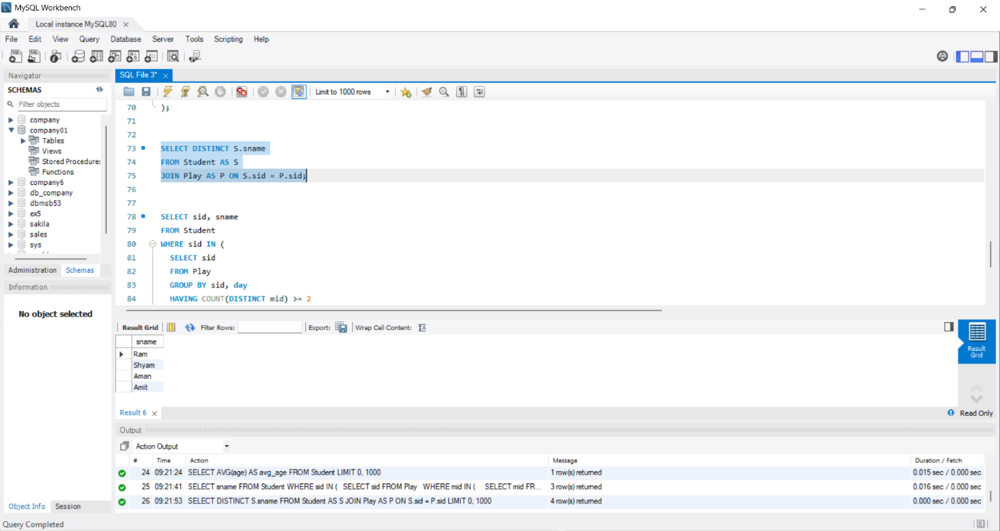 MySQL Workbench
Local instance MySQL80
File Edit View Query Database Server Tools Scripting Help
Navigator
SCHEMAS
Filter objects
company
company01
Tables
Views
Stored Procedures
Functions
company6
db_company
dbmsb53
ex5
sakila
sales
sys
Administration Schemas
Information
No object selected
Object Info Session
Query Completed
SQL File 3*
Limit to 1000 rows
70 );
71
72
73 SELECT DISTINCT S.sname
74 FROM Student AS S
75 JOIN Play AS P ON S.sid = P.sid;
76
77
78 SELECT sid, sname
79 FROM Student
80 WHERE sid IN (
81 SELECT sid
82 FROM Play
83 GROUP BY sid, day
84 HAVING COUNT(DISTINCT mid) >= 2
Result Grid Filter Rows: Export: Wrap Cell Content:
sname
Ram
Shyam
Aman
Amit
Result Grid
Result 6
Read Only
Output
Action Output
# Time Action Message Duration / Fetch
24 09:21:24 SELECT AVG(age) AS avg_age FROM Student LIMIT 0, 1000 1 row(s) returned 0.015 sec / 0.000 sec
25 09:21:41 SELECT sname FROM Student WHERE sid IN ( SELECT sid FROM Play WHERE mid IN ( SELECT mid FR... 3 row(s) returned 0.016 sec / 0.000 sec
26 09:21:53 SELECT DISTINCT S.sname FROM Student AS S JOIN Play AS P ON S.sid = P.sid LIMIT 0, 1000 4 row(s) returned 0.000 sec / 0.000 sec